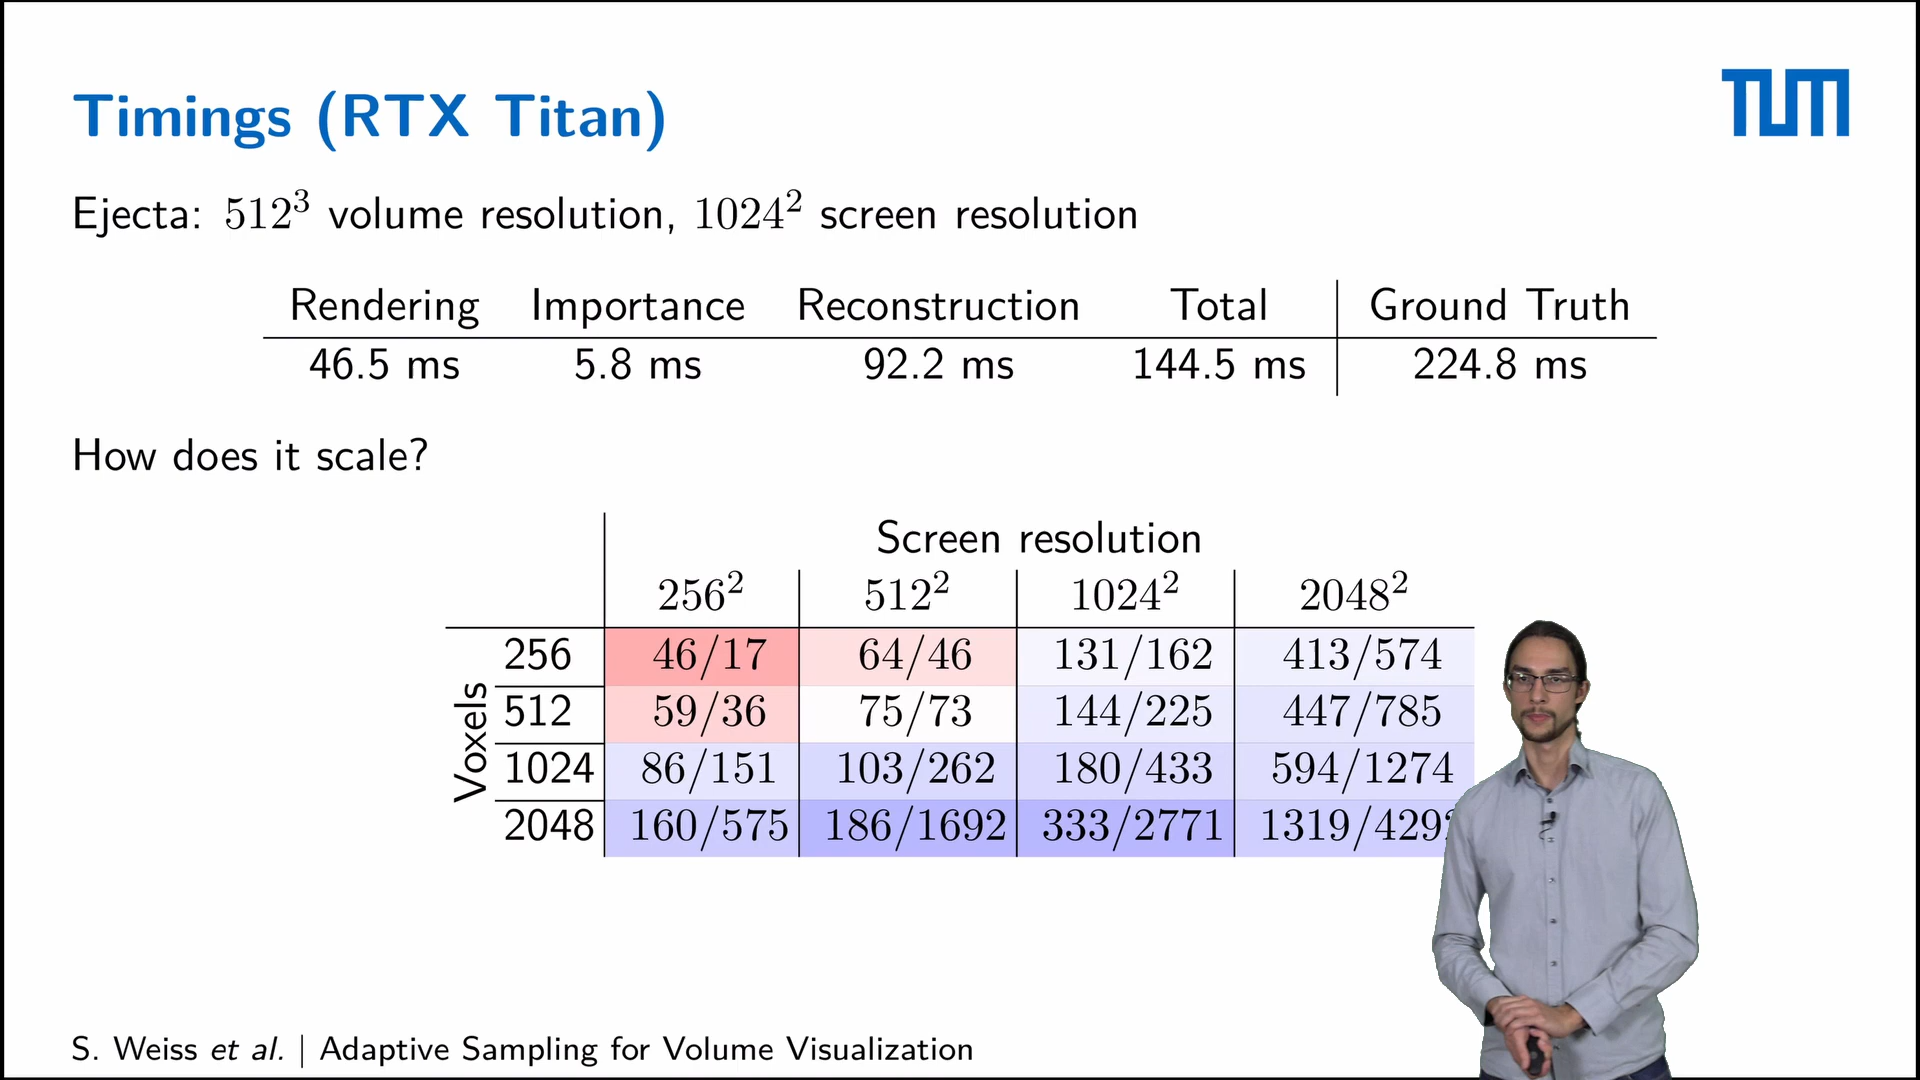 Timings (RTX Titan)
TUM
Ejecta: 512³ volume resolution, 1024² screen resolution
Rendering Importance Reconstruction Total Ground Truth
46.5 ms 5.8 ms 92.2 ms 144.5 ms 224.8 ms
How does it scale?
Screen resolution
256² 512² 1024² 2048²
Voxels
256 46/17 64/46 131/162 413/574
512 59/36 75/73 144/225 447/785
1024 86/151 103/262 180/433 594/1274
2048 160/575 186/1692 333/2771
S. Weiss et al. | Adaptive Sampling for Volume Visualization